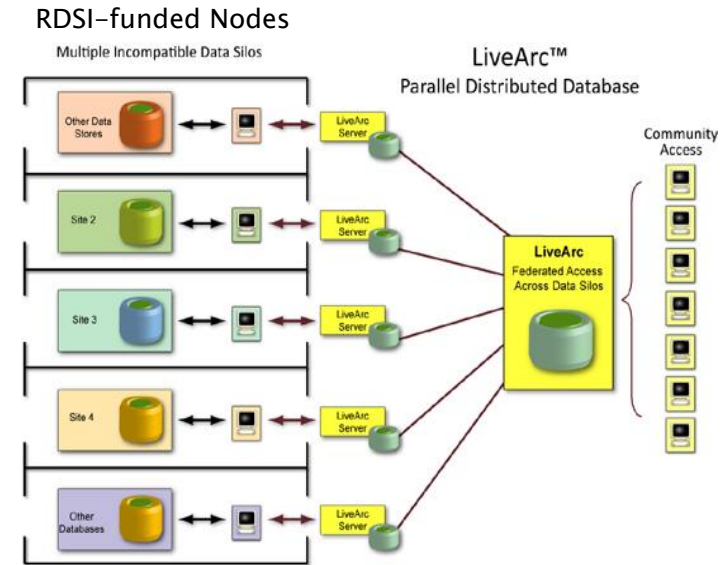 RDSI-funded Nodes
Multiple Incompatible Data Silos
LiveArc™
Parallel Distributed Database
Community
Access
Other Data
Stores
LiveArc
Server
Site 2
LiveArc
Server
LiveArc
Federated Access
Across Data Silos
Site 3
LiveArc
Server
Site 4
LiveArc
Server
Other
Databases
LiveArc
Server